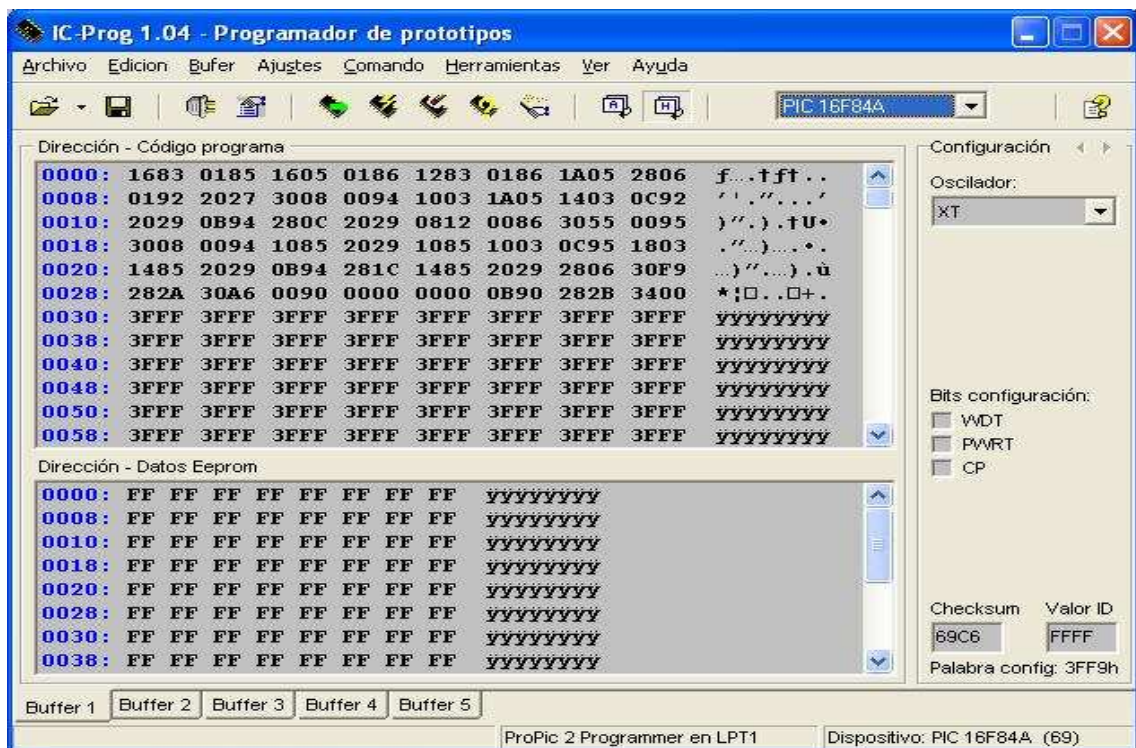 IC-Prog 1.04 - Programador de prototipos
Archivo Edicion Bufer Ajustes Comando Herramientas Ver Ayuda
PIC 16F84A
Dirección - Código programa
0000: 1683 0185 1605 0186 1283 0186 1A05 2806
0008: 0192 2027 3008 0094 1003 1A05 1403 0C92
0010: 2029 0B94 280C 2029 0812 0086 3055 0095
0018: 3008 0094 1085 2029 1085 1003 0C95 1803
0020: 1485 2029 0B94 281C 1485 2029 2806 30F9
0028: 282A 30A6 0090 0000 0000 0B90 282B 3400
0030: 3FFF 3FFF 3FFF 3FFF 3FFF 3FFF 3FFF 3FFF ÿÿÿÿÿÿÿÿ
0038: 3FFF 3FFF 3FFF 3FFF 3FFF 3FFF 3FFF 3FFF ÿÿÿÿÿÿÿÿ
0040: 3FFF 3FFF 3FFF 3FFF 3FFF 3FFF 3FFF 3FFF ÿÿÿÿÿÿÿÿ
0048: 3FFF 3FFF 3FFF 3FFF 3FFF 3FFF 3FFF 3FFF ÿÿÿÿÿÿÿÿ
0050: 3FFF 3FFF 3FFF 3FFF 3FFF 3FFF 3FFF 3FFF ÿÿÿÿÿÿÿÿ
0058: 3FFF 3FFF 3FFF 3FFF 3FFF 3FFF 3FFF 3FFF ÿÿÿÿÿÿÿÿ
Dirección - Datos Eeprom
0000: FF FF FF FF FF FF FF FF ÿÿÿÿÿÿÿÿ
0008: FF FF FF FF FF FF FF FF ÿÿÿÿÿÿÿÿ
0010: FF FF FF FF FF FF FF FF ÿÿÿÿÿÿÿÿ
0018: FF FF FF FF FF FF FF FF ÿÿÿÿÿÿÿÿ
0020: FF FF FF FF FF FF FF FF ÿÿÿÿÿÿÿÿ
0028: FF FF FF FF FF FF FF FF ÿÿÿÿÿÿÿÿ
0030: FF FF FF FF FF FF FF FF ÿÿÿÿÿÿÿÿ
0038: FF FF FF FF FF FF FF FF ÿÿÿÿÿÿÿÿ
Configuración
Oscilador:
XT
Bits configuración:
WDT
PWRT
CP
Checksum Valor ID
69C6 FFFF
Palabra config: 3FF9h
Buffer 1 Buffer 2 Buffer 3 Buffer 4 Buffer 5
ProPic 2 Programmer en LPT1 Dispositivo: PIC 16F84A (69)